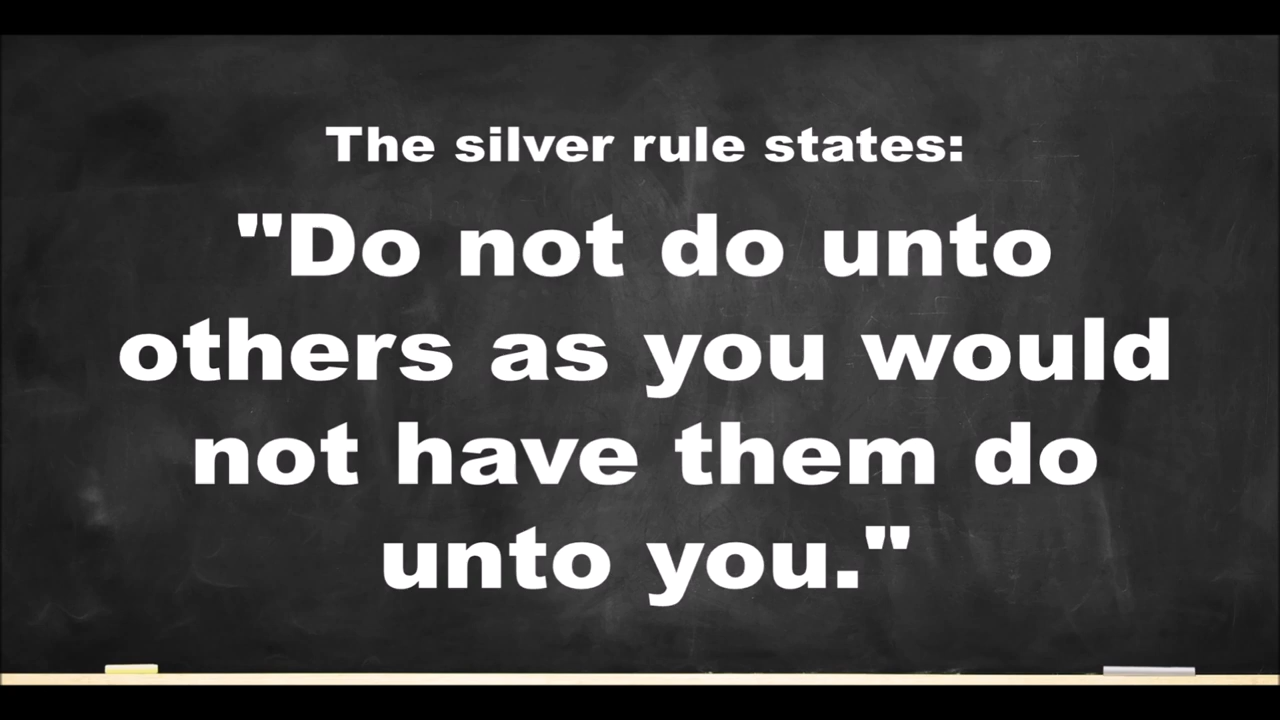 The silver rule states:
"Do not do unto
others as you would
not have them do
unto you."